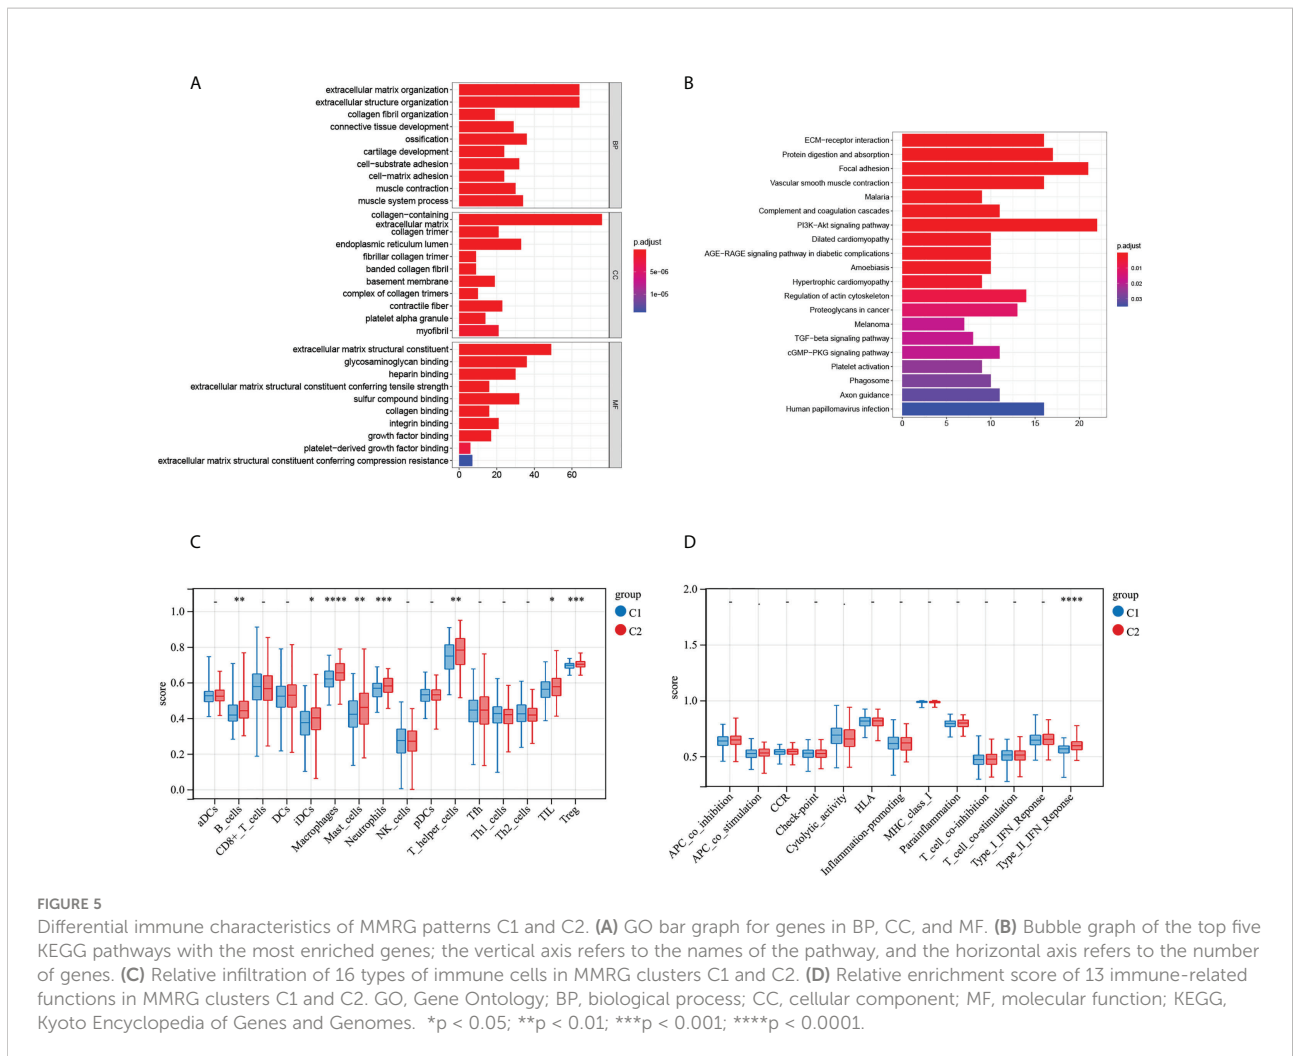 A
extracellular matrix organization
extracellular structure organization
collagen fibril organization
connective tissue development
ossification
cartilage development
cell−substrate adhesion
cell−matrix adhesion
muscle contraction
muscle system process
BP
collagen−containing
extracellular matrix
collagen trimer
endoplasmic reticulum lumen
fibrillar collagen trimer
banded collagen fibril
basement membrane
complex of collagen trimers
contractile fiber
platelet alpha granule
myofibril
CC
extracellular matrix structural constituent
glycosaminoglycan binding
heparin binding
extracellular matrix structural constituent conferring tensile strength
sulfur compound binding
collagen binding
integrin binding
growth factor binding
platelet−derived growth factor binding
extracellular matrix structural constituent conferring compression resistance
MF
0 20 40 60
p.adjust
5e−06
1e−05
B
ECM−receptor interaction
Protein digestion and absorption
Focal adhesion
Vascular smooth muscle contraction
Malaria
Complement and coagulation cascades
PI3K−Akt signaling pathway
Dilated cardiomyopathy
AGE−RAGE signaling pathway in diabetic complications
Amoebiasis
Hypertrophic cardiomyopathy
Regulation of actin cytoskeleton
Proteoglycans in cancer
Melanoma
TGF−beta signaling pathway
cGMP−PKG signaling pathway
Platelet activation
Phagosome
Axon guidance
Human papillomavirus infection
0 5 10 15 20
p.adjust
0.01
0.02
0.03
C
- ** - - * **** ** *** - - ** - - - * ***
1.0
0.8
0.6
0.4
0.2
0.0
score
aDCs
B_cells
CD8+_T_cells
DCs
iDCs
Macrophages
Mast_cells
Neutrophils
NK_cells
pDCs
T_helper_cells
Tfh
Th1_cells
Th2_cells
TIL
Treg
group
C1
C2
D
- - - - - - - - - - - - ****
2.0
1.5
1.0
0.5
score
APC_co_inhibition
APC_co_stimulation
CCR
Check-point
Cytolytic_activity
HLA
Inflammation-promoting
MHC_class_I
Parainflammation
T_cell_co-inhibition
T_cell_co-stimulation
Type_I_IFN_Reponse
Type_II_IFN_Reponse
group
C1
C2
FIGURE 5
Differential immune characteristics of MMRG patterns C1 and C2. (A) GO bar graph for genes in BP, CC, and MF. (B) Bubble graph of the top five
KEGG pathways with the most enriched genes; the vertical axis refers to the names of the pathway, and the horizontal axis refers to the number
of genes. (C) Relative infiltration of 16 types of immune cells in MMRG clusters C1 and C2. (D) Relative enrichment score of 13 immune-related
functions in MMRG clusters C1 and C2. GO, Gene Ontology; BP, biological process; CC, cellular component; MF, molecular function; KEGG,
Kyoto Encyclopedia of Genes and Genomes. *p < 0.05; **p < 0.01; ***p < 0.001; ****p < 0.0001.